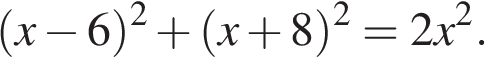 (x − 6)² + (x + 8)² = 2x².